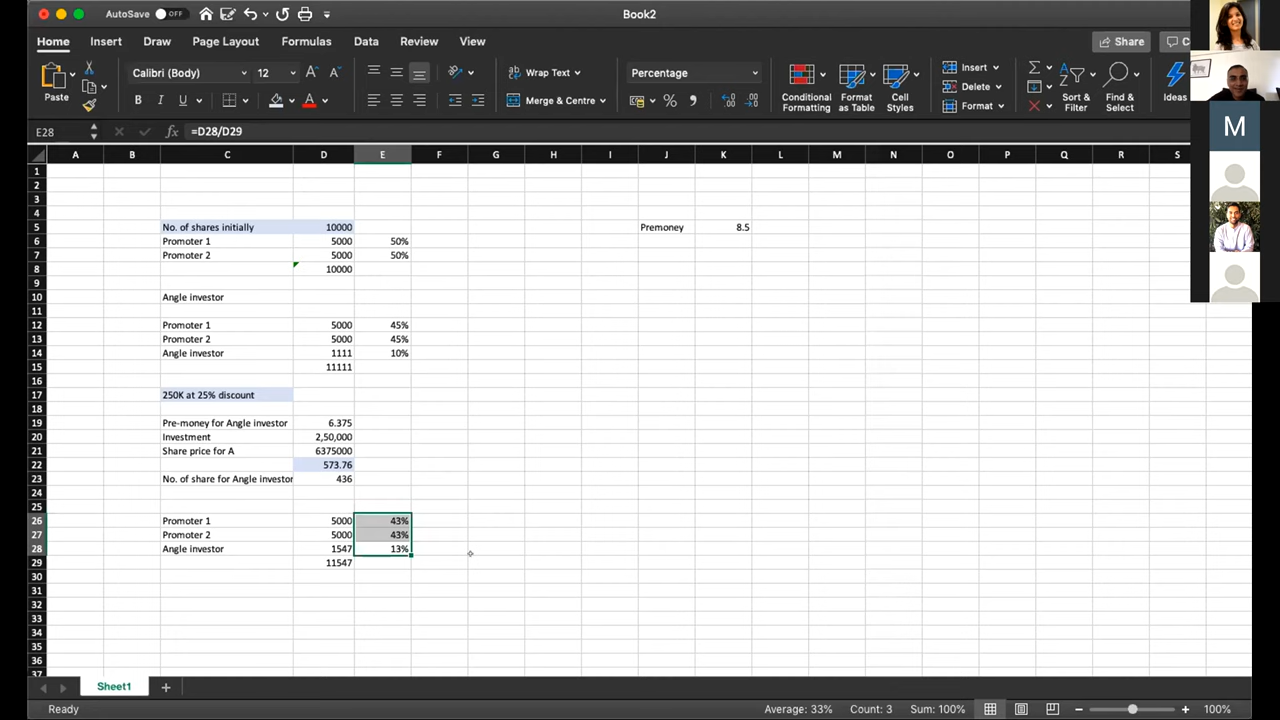 AutoSave OFF Book2
Home Insert Draw Page Layout Formulas Data Review View Share C
Paste Calibri (Body) 12 Wrap Text Percentage Conditional Formatting Format as Table Cell Styles Insert Sort & Filter Find & Select Ideas
B I U A Merge & Centre % Delete
Format
E28 fx =D28/D29
A B C D E F G H I J K L M N O P Q R S
1
2
3
4
5 No. of shares initially 10000 Premoney 8.5
6 Promoter 1 5000 50%
7 Promoter 2 5000 50%
8 10000
9
10 Angle investor
11
12 Promoter 1 5000 45%
13 Promoter 2 5000 45%
14 Angle investor 1111 10%
15 11111
16
17 250K at 25% discount
18
19 Pre-money for Angle investor 6.375
20 Investment 2,50,000
21 Share price for A 6375000
22 573.76
23 No. of share for Angle investor 436
24
25
26 Promoter 1 5000 43%
27 Promoter 2 5000 43%
28 Angle investor 1547 13%
29 11547
30
31
32
33
34
35
36
37
Sheet1
Ready Average: 33% Count: 3 Sum: 100% 100%
M